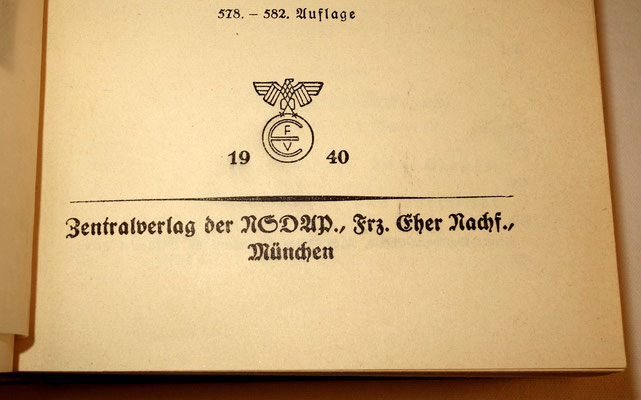 578. – 582. Auflage
F
E
V
19 40
Zentralverlag der NSDAP., Frz. Eher Nachf.,
München